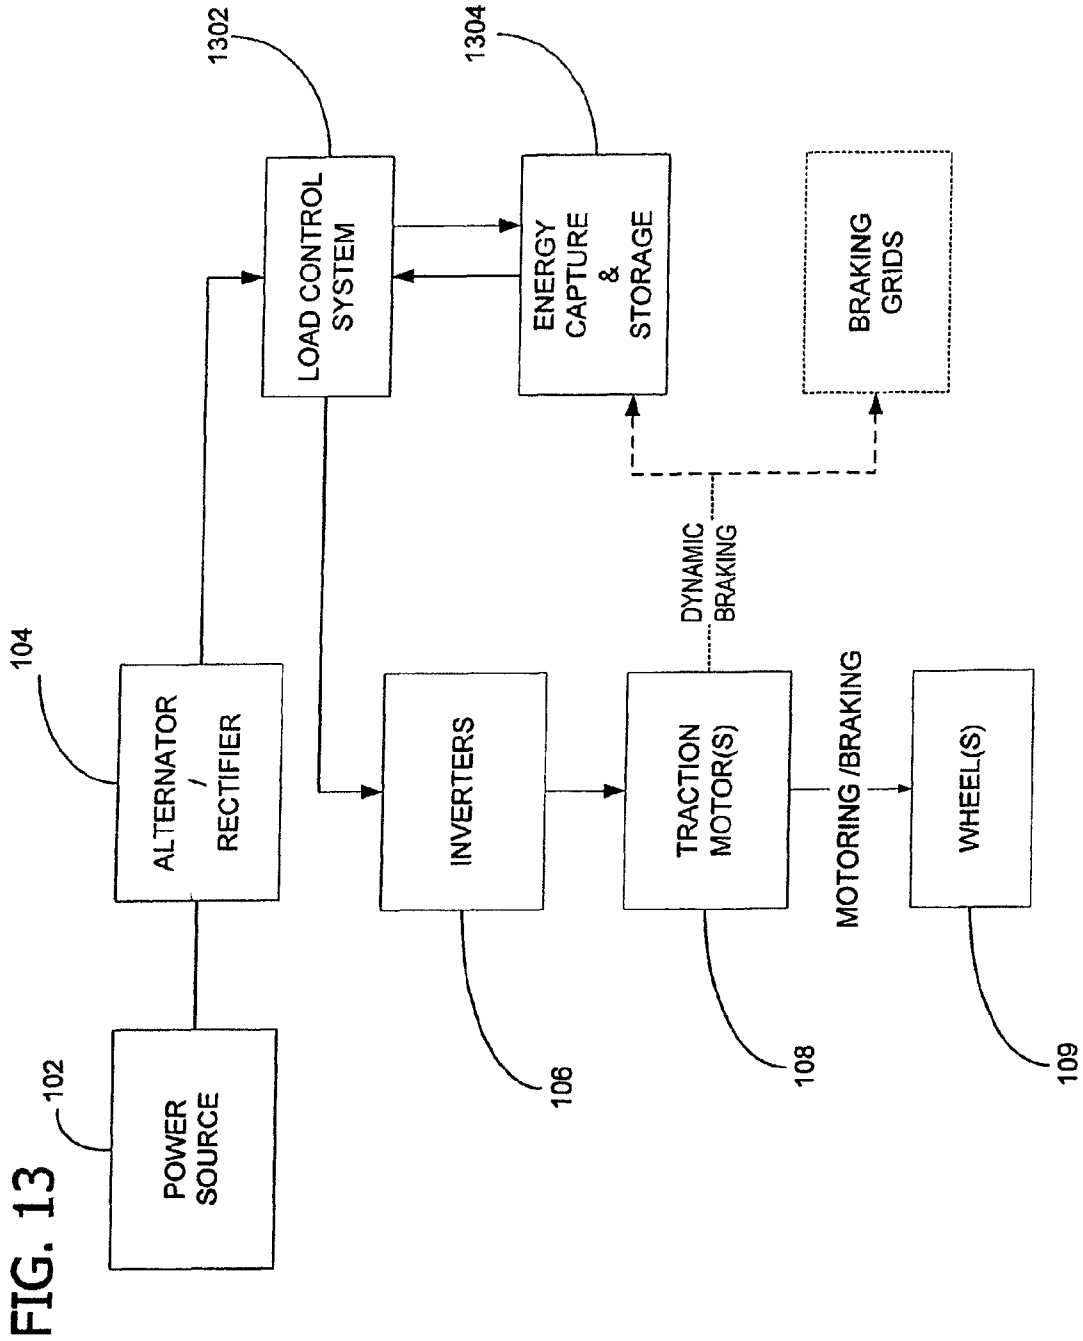 FIG. 13
102
POWER
SOURCE
104
ALTERNATOR
/
RECTIFIER
1302
LOAD CONTROL
SYSTEM
1304
ENERGY
CAPTURE
&
STORAGE
INVERTERS
106
TRACTION
MOTOR(S)
108
DYNAMIC
BRAKING
BRAKING
GRIDS
MOTORING /BRAKING
WHEEL(S)
109